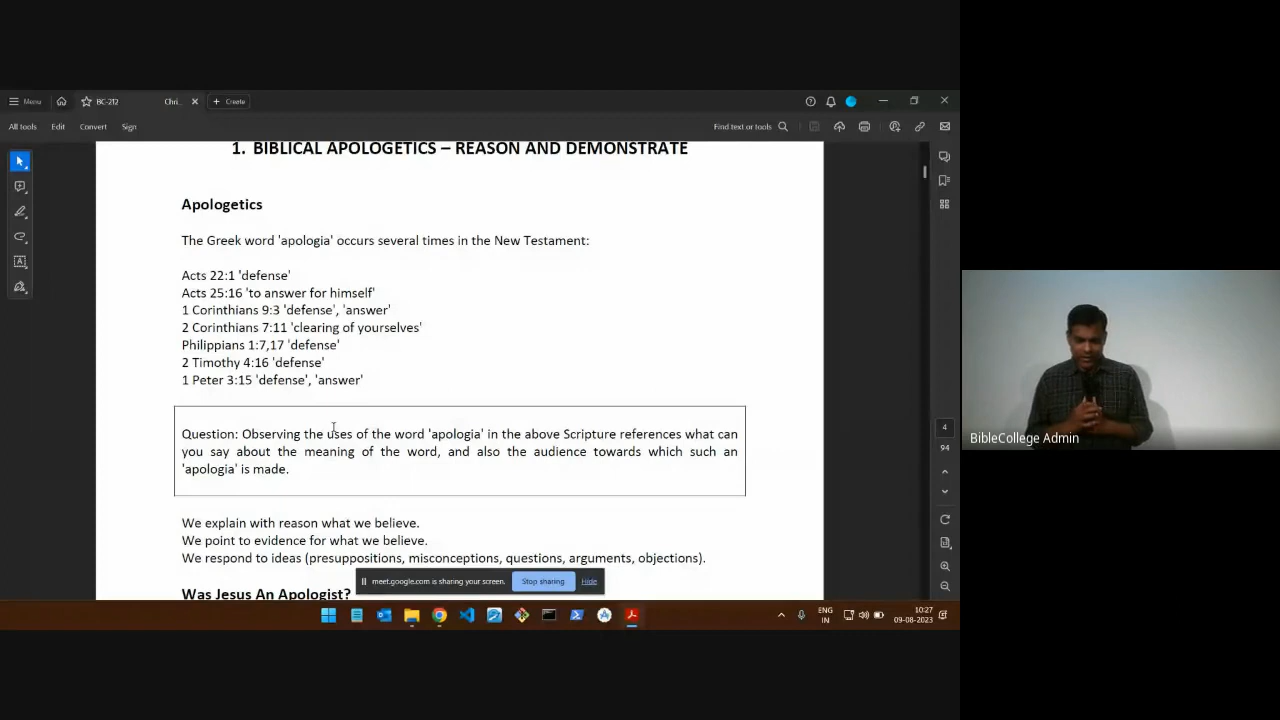 Menu
BC-212
Chri...
Create
All tools
Edit
Convert
Sign
Find text or tools
1. BIBLICAL APOLOGETICS – REASON AND DEMONSTRATE
Apologetics
The Greek word 'apologia' occurs several times in the New Testament:
Acts 22:1 'defense'
Acts 25:16 'to answer for himself'
1 Corinthians 9:3 'defense', 'answer'
2 Corinthians 7:11 'clearing of yourselves'
Philippians 1:7,17 'defense'
2 Timothy 4:16 'defense'
1 Peter 3:15 'defense', 'answer'
Question: Observing the uses of the word 'apologia' in the above Scripture references what can
you say about the meaning of the word, and also the audience towards which such an
'apologia' is made.
We explain with reason what we believe.
We point to evidence for what we believe.
We respond to ideas (presuppositions, misconceptions, questions, arguments, objections).
Was Jesus An Apologist?
meet.google.com is sharing your screen.
Stop sharing
Hide
4
94
ENG
IN
10:27
09-08-2023
BibleCollege Admin